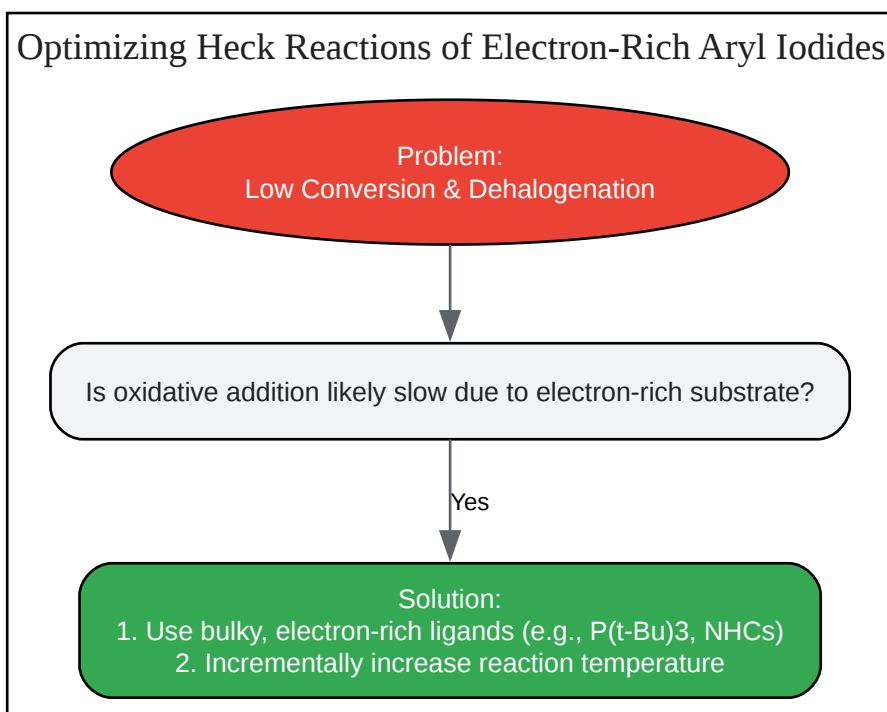 Optimizing Heck Reactions of Electron-Rich Aryl Iodides
Problem:
Low Conversion & Dehalogenation
Is oxidative addition likely slow due to electron-rich substrate?
Yes
Solution:
1. Use bulky, electron-rich ligands (e.g., P(t-Bu)3, NHCs)
2. Incrementally increase reaction temperature